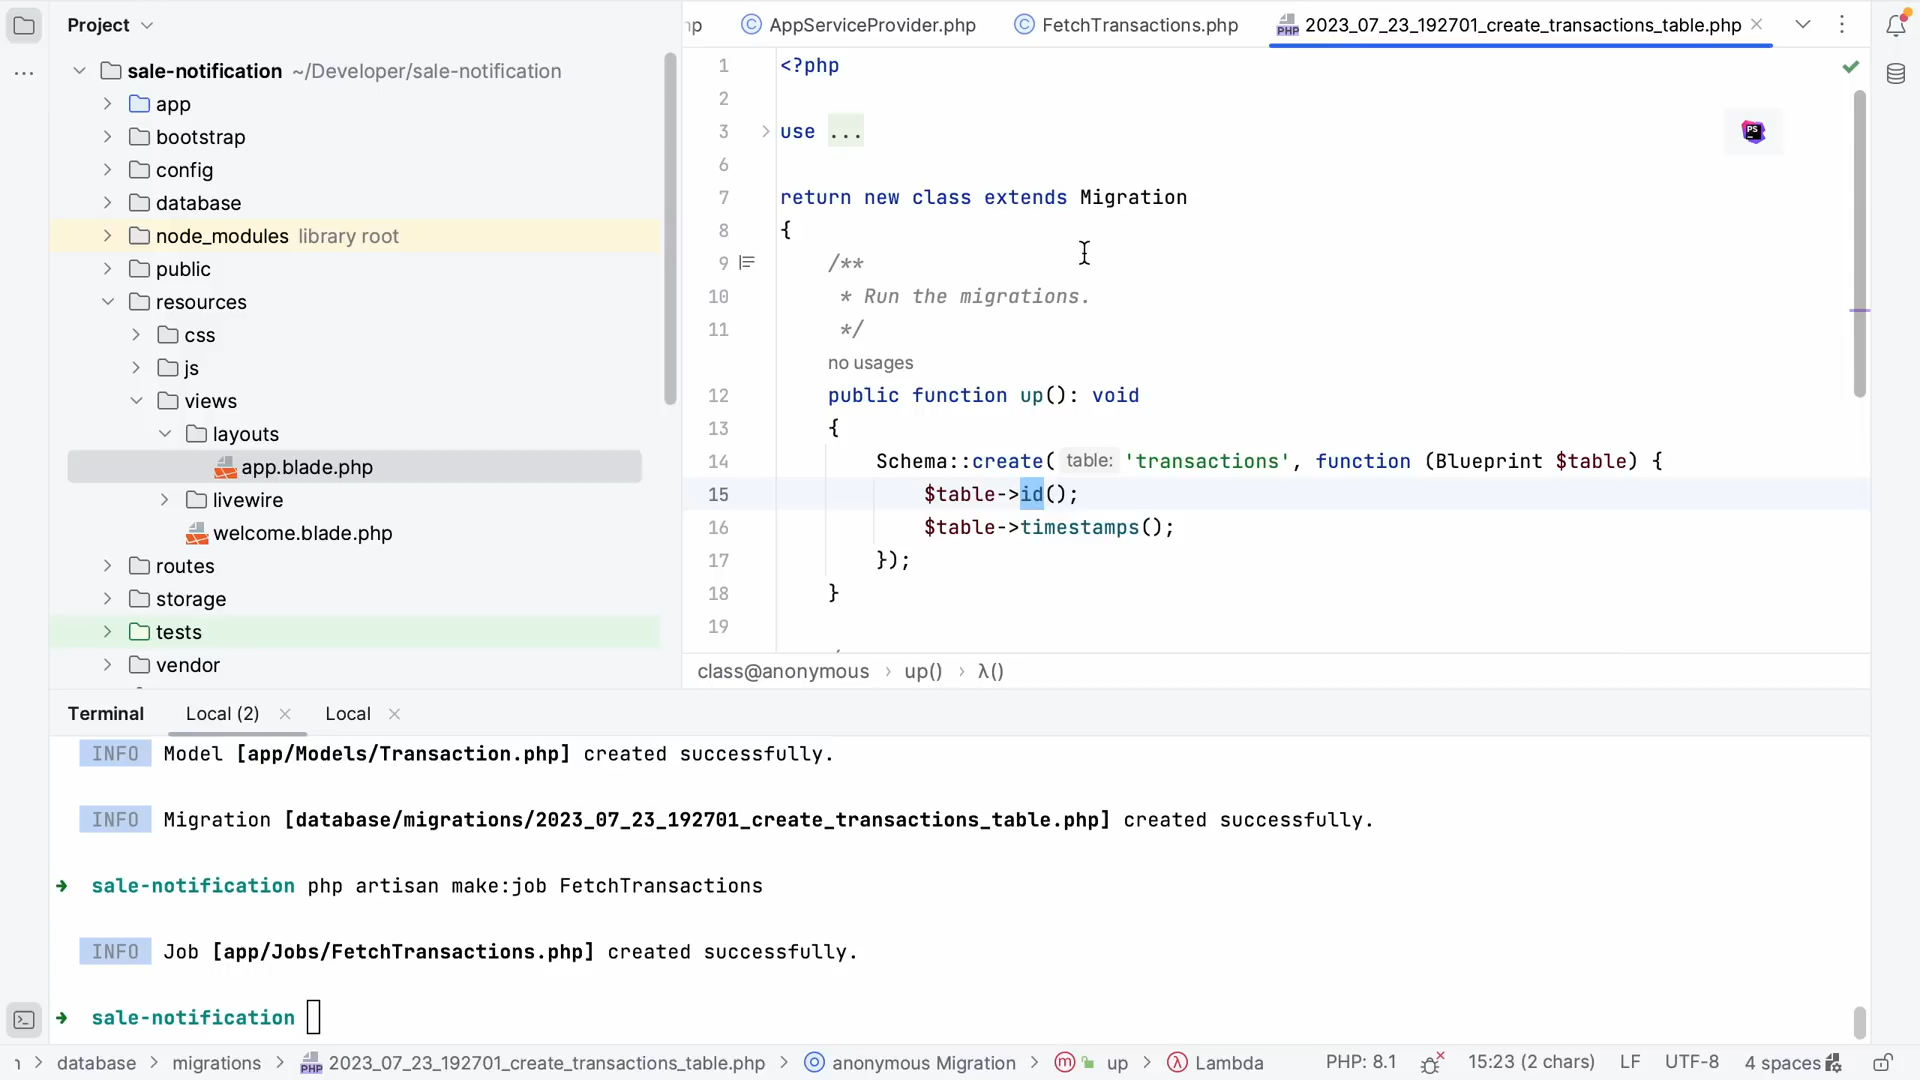 Project
sale-notification ~/Developer/sale-notification
app
bootstrap
config
database
node_modules library root
public
resources
css
js
views
layouts
app.blade.php
livewire
welcome.blade.php
routes
storage
tests
vendor
AppServiceProvider.php
FetchTransactions.php
2023_07_23_192701_create_transactions_table.php
1 <?php
2
3 use ...
6
7 return new class extends Migration
8 {
9 /**
10 * Run the migrations.
11 */
no usages
12 public function up(): void
13 {
14 Schema::create( table: 'transactions', function (Blueprint $table) {
15 $table->id();
16 $table->timestamps();
17 });
18 }
19
PS
class@anonymous › up() › λ()
Terminal Local (2) Local
INFO Model [app/Models/Transaction.php] created successfully.
INFO Migration [database/migrations/2023_07_23_192701_create_transactions_table.php] created successfully.
➜ sale-notification php artisan make:job FetchTransactions
INFO Job [app/Jobs/FetchTransactions.php] created successfully.
➜ sale-notification
database > migrations > 2023_07_23_192701_create_transactions_table.php > anonymous Migration > up > Lambda PHP: 8.1 15:23 (2 chars) LF UTF-8 4 spaces